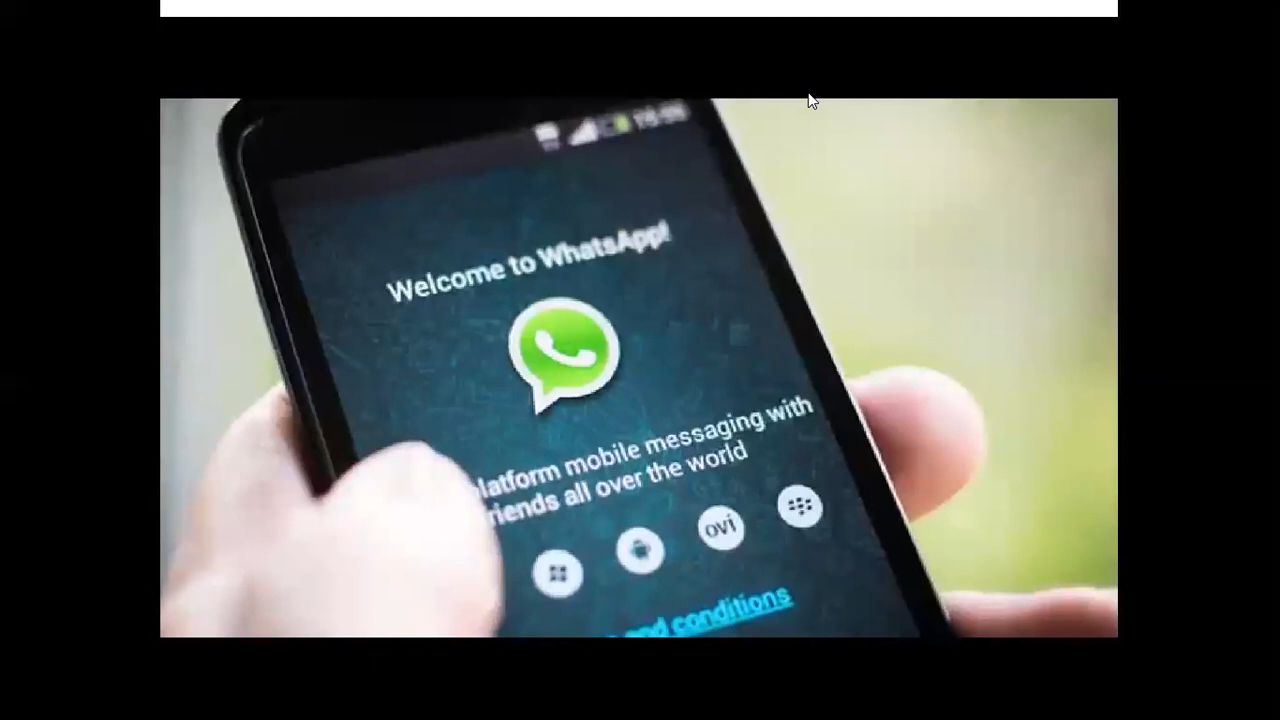 Welcome to WhatsApp!
latform mobile messaging with
riends all over the world
ovi
and conditions